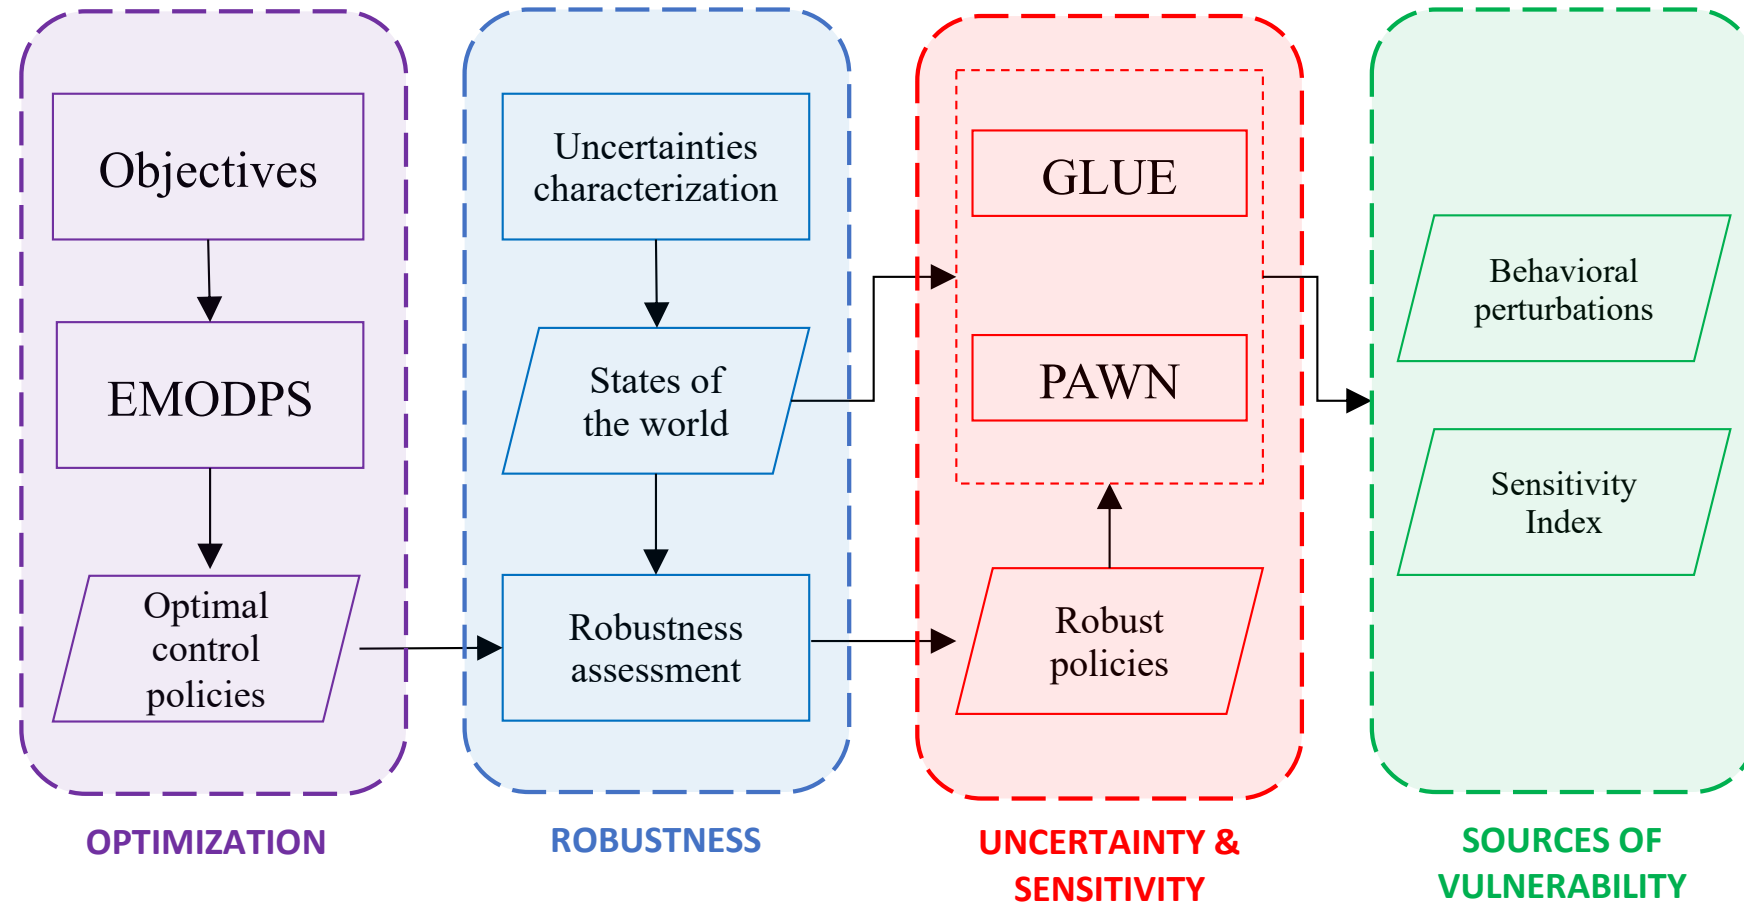 Objectives
EMODPS
Optimal
control
policies
OPTIMIZATION
Uncertainties
characterization
States of
the world
Robustness
assessment
ROBUSTNESS
GLUE
PAWN
Robust
policies
UNCERTAINTY &
SENSITIVITY
Behavioral
perturbations
Sensitivity
Index
SOURCES OF
VULNERABILITY